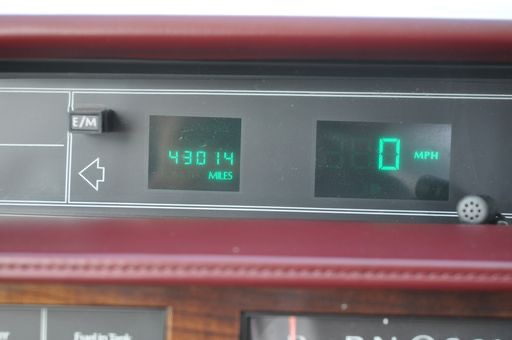 E/M
43014
MILES
0 MPH
Fuel in Tank